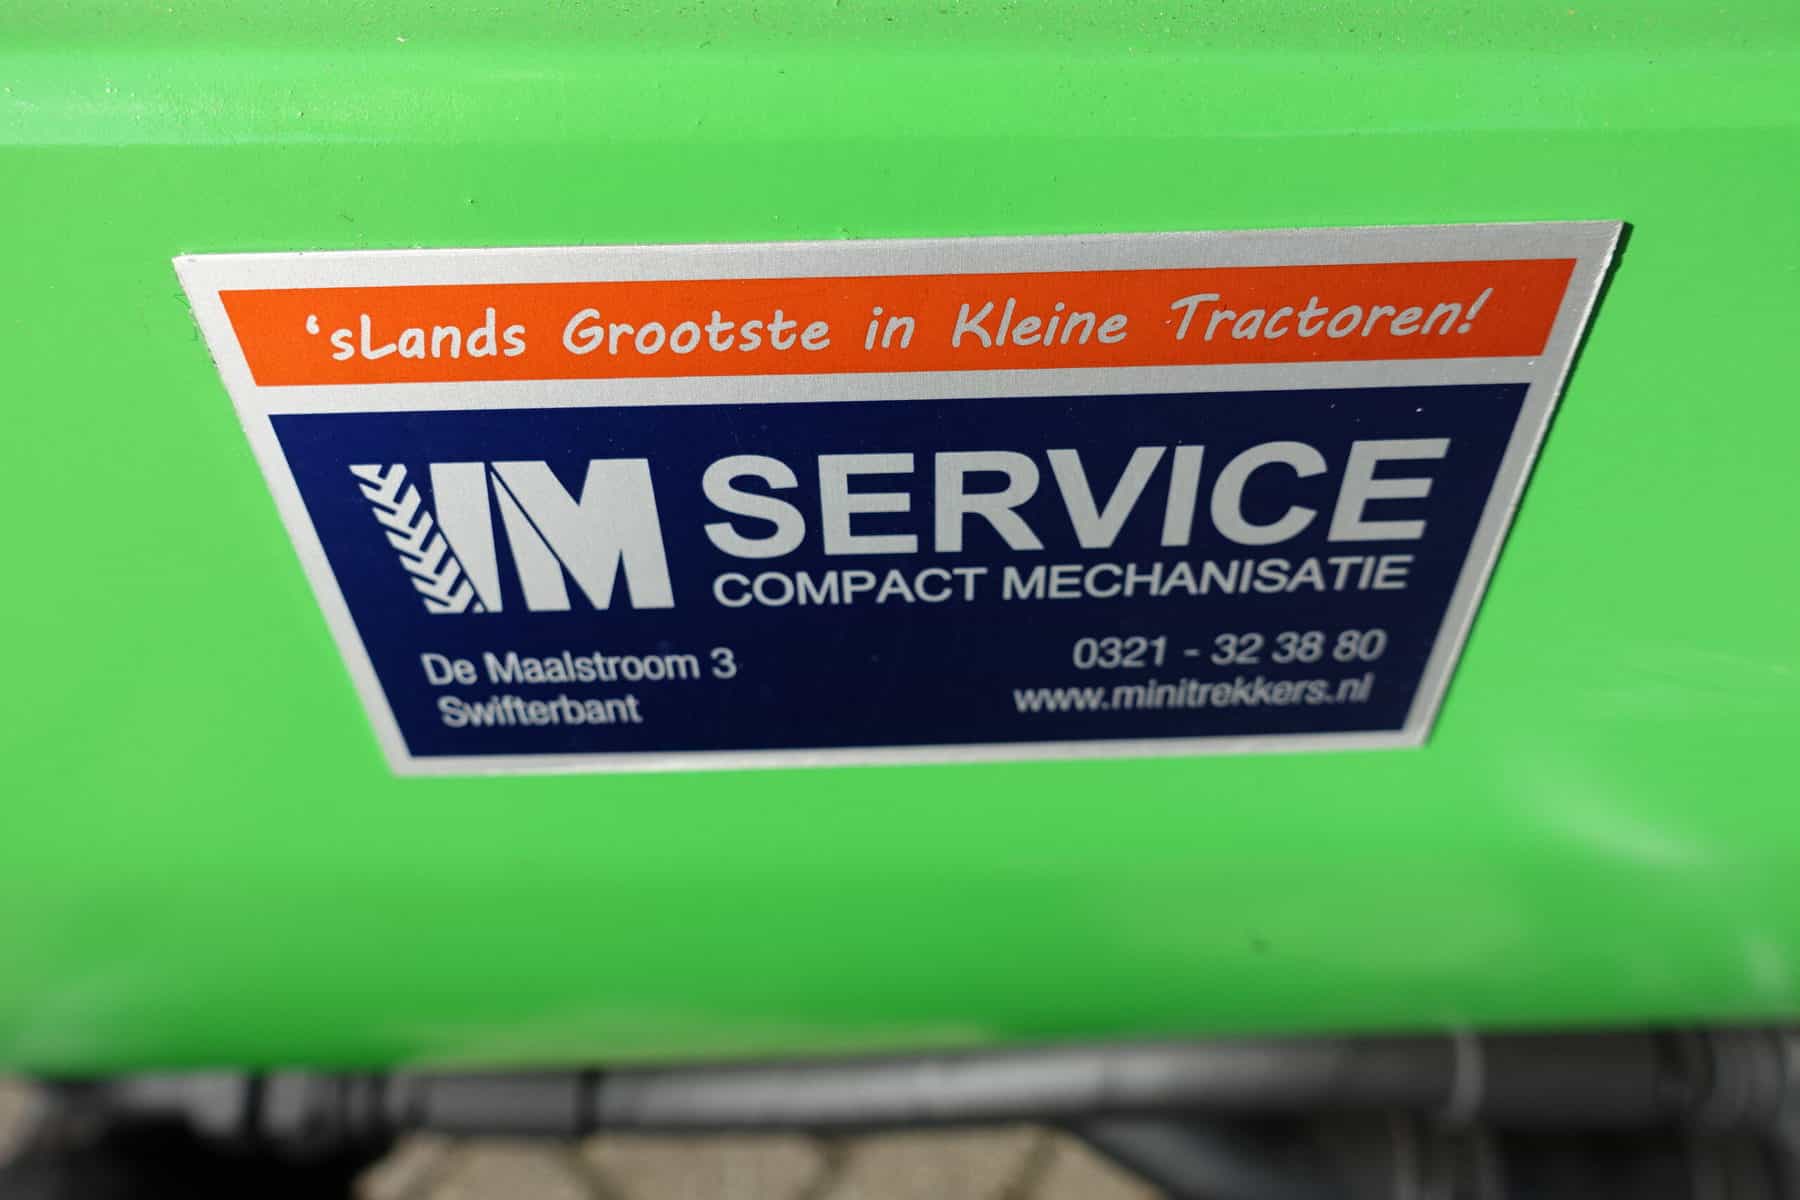 ‘sLands Grootste in Kleine Tractoren!
IM SERVICE
COMPACT MECHANISATIE
De Maalstroom 3
Swifterbant
0321 - 32 38 80
www.minitrekkers.nl